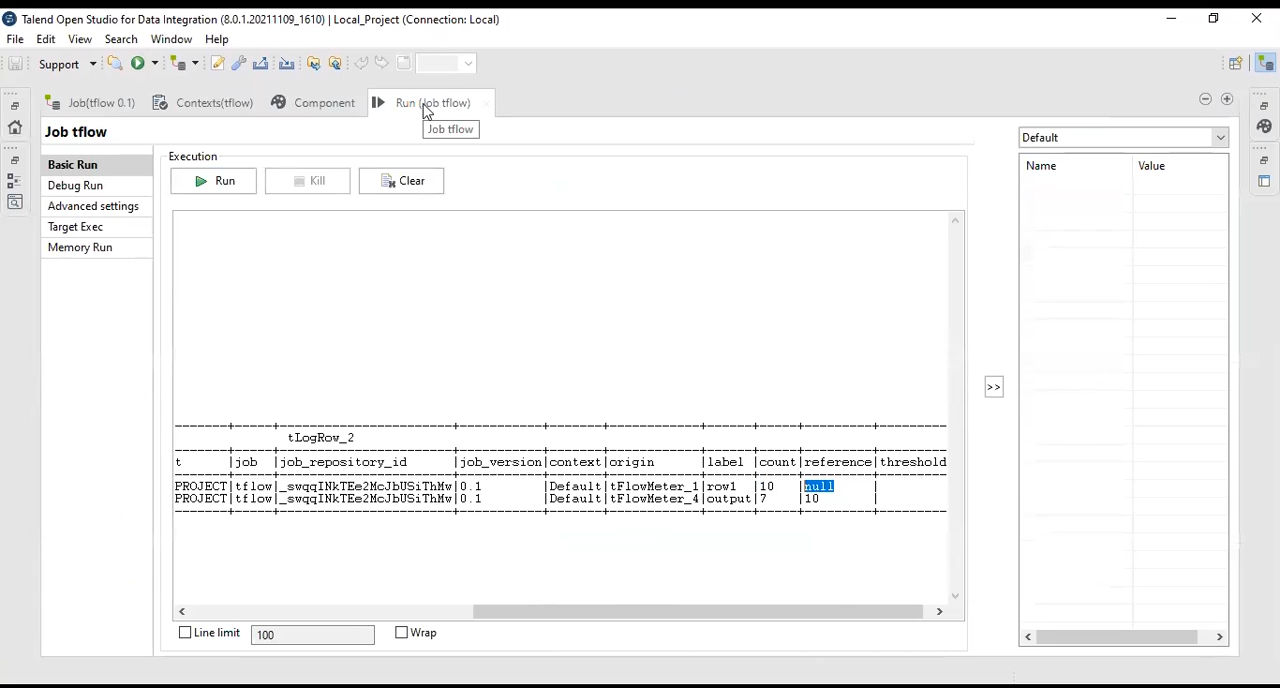 Talend Open Studio for Data Integration (8.0.1.20211109_1610) | Local_Project (Connection: Local)
File Edit View Search Window Help
Support
Job(tflow 0.1) Contexts(tflow) Component Run (Job tflow)
Job tflow
Job tflow
Default
Basic Run
Debug Run
Advanced settings
Target Exec
Memory Run
Execution
Run Kill Clear
Name Value
-------+-----+--------------------+-----------+-------+------------+------+-----+---------+---------
tLogRow_2
-------+-----+--------------------+-----------+-------+------------+------+-----+---------+---------
t |job |job_repository_id |job_version|context|origin |label |count|reference|threshold
-------+-----+--------------------+-----------+-------+------------+------+-----+---------+---------
PROJECT|tflow|_swqqINkTEe2McJbUSiThMw|0.1 |Default|tFlowMeter_1|row1 |10 |null |
PROJECT|tflow|_swqqINkTEe2McJbUSiThMw|0.1 |Default|tFlowMeter_4|output|7 |10 |
-------+-----+--------------------+-----------+-------+------------+------+-----+---------+---------
>>
Line limit 100 Wrap